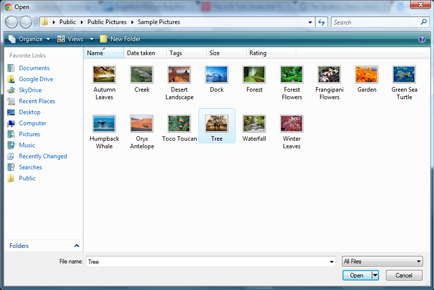 Open
Public ▸ Public Pictures ▸ Sample Pictures
Search
Organize Views New Folder
Favorite Links
Documents
Google Drive
SkyDrive
Recent Places
Desktop
Computer
Pictures
Music
Recently Changed
Searches
Public
Folders
Name Date taken Tags Size Rating
Autumn Leaves
Creek
Desert Landscape
Dock
Forest
Forest Flowers
Frangipani Flowers
Garden
Green Sea Turtle
Humpback Whale
Oryx Antelope
Toco Toucan
Tree
Waterfall
Winter Leaves
File name: Tree
All Files
Open Cancel